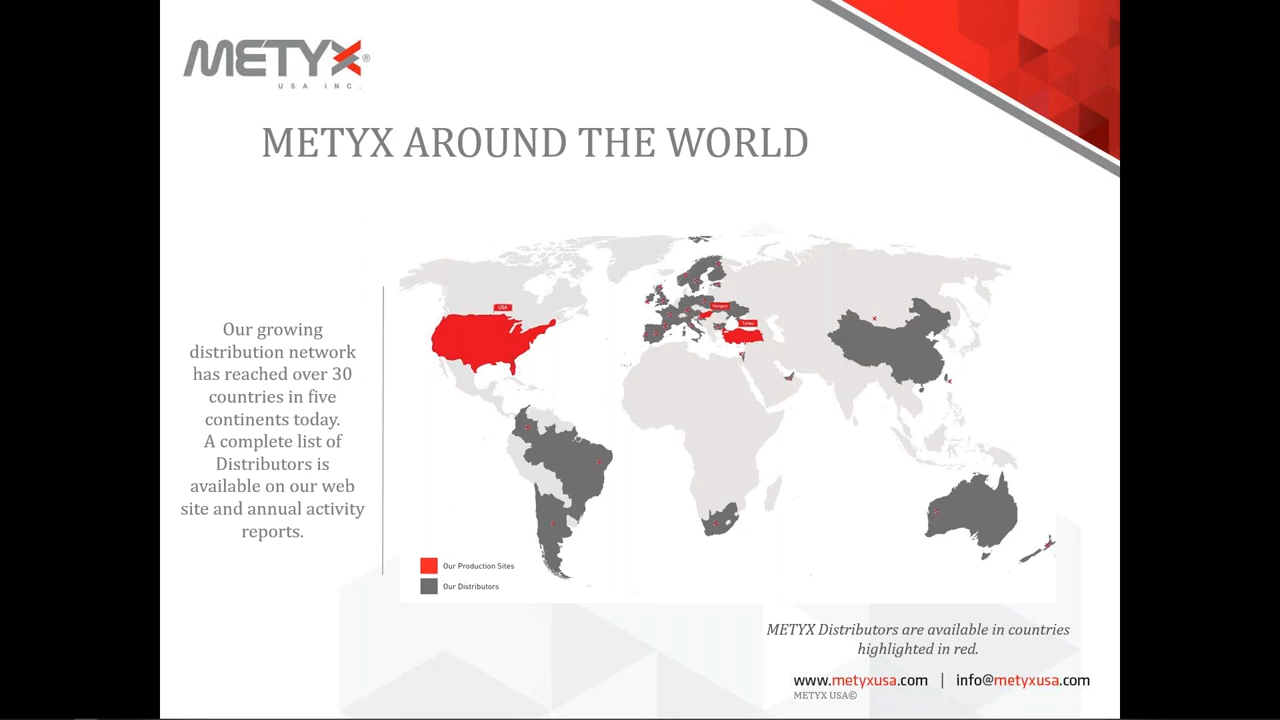 METYX®
USA INC.
METYX AROUND THE WORLD
Our growing
distribution network
has reached over 30
countries in five
continents today.
A complete list of
Distributors is
available on our web
site and annual activity
reports.
USA
Hungary
Turkey
Our Production Sites
Our Distributors
METYX Distributors are available in countries
highlighted in red.
www.metyxusa.com | info@metyxusa.com
METYX USA©